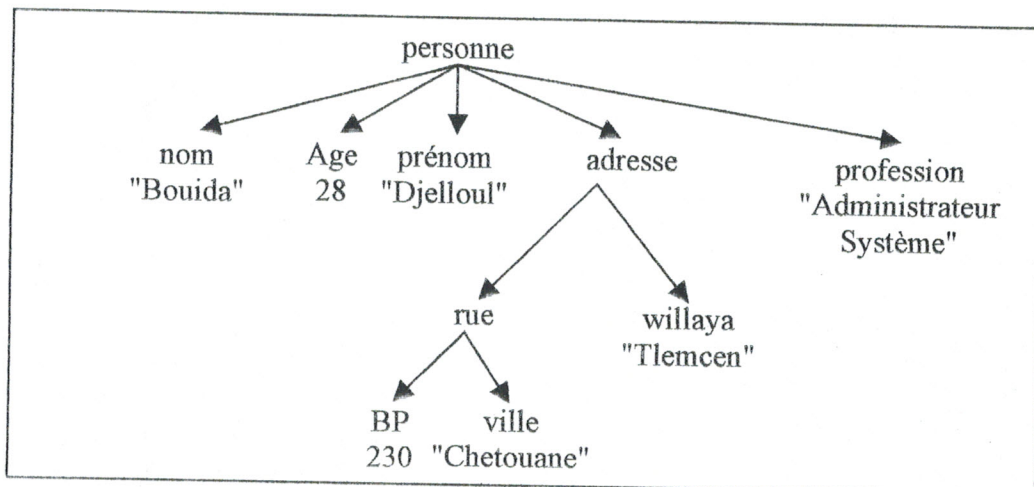 personne
nom
"Bouida"
Age
28
prénom
"Djelloul"
adresse
profession
"Administrateur
Système"
rue
willaya
"Tlemcen"
BP
230
ville
"Chetouane"